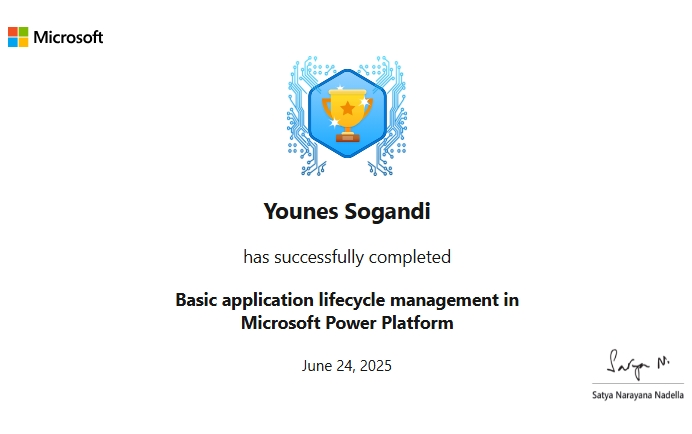 Microsoft
Younes Sogandi
has successfully completed
Basic application lifecycle management in
Microsoft Power Platform
June 24, 2025
Satya N.
Satya Narayana Nadella